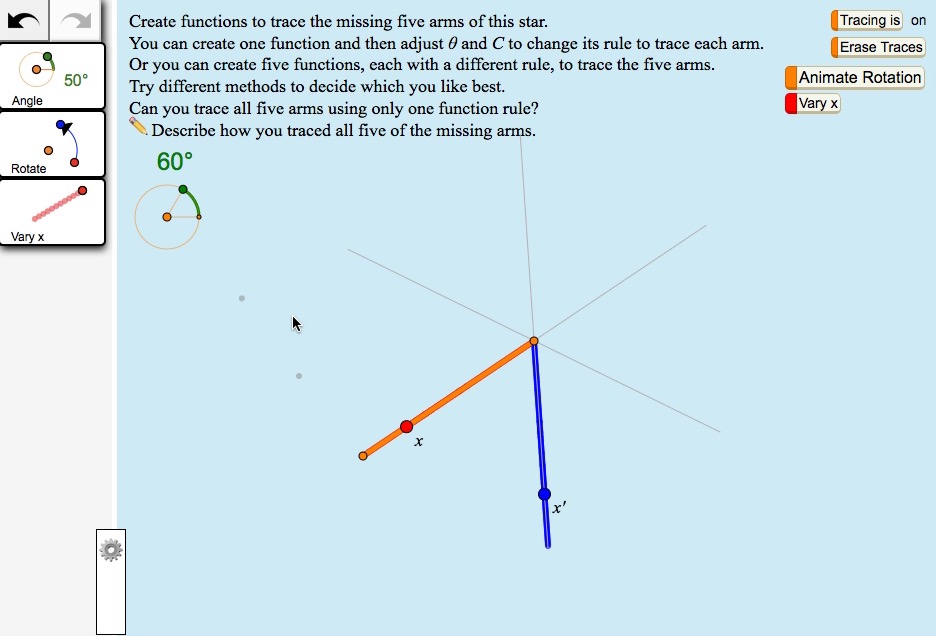 Create functions to trace the missing five arms of this star.
You can create one function and then adjust θ and C to change its rule to trace each arm.
Or you can create five functions, each with a different rule, to trace the five arms.
Try different methods to decide which you like best.
Can you trace all five arms using only one function rule?
Describe how you traced all five of the missing arms.
Tracing is on
Erase Traces
Animate Rotation
Vary x
50°
Angle
Rotate
Vary x
60°
x
x′